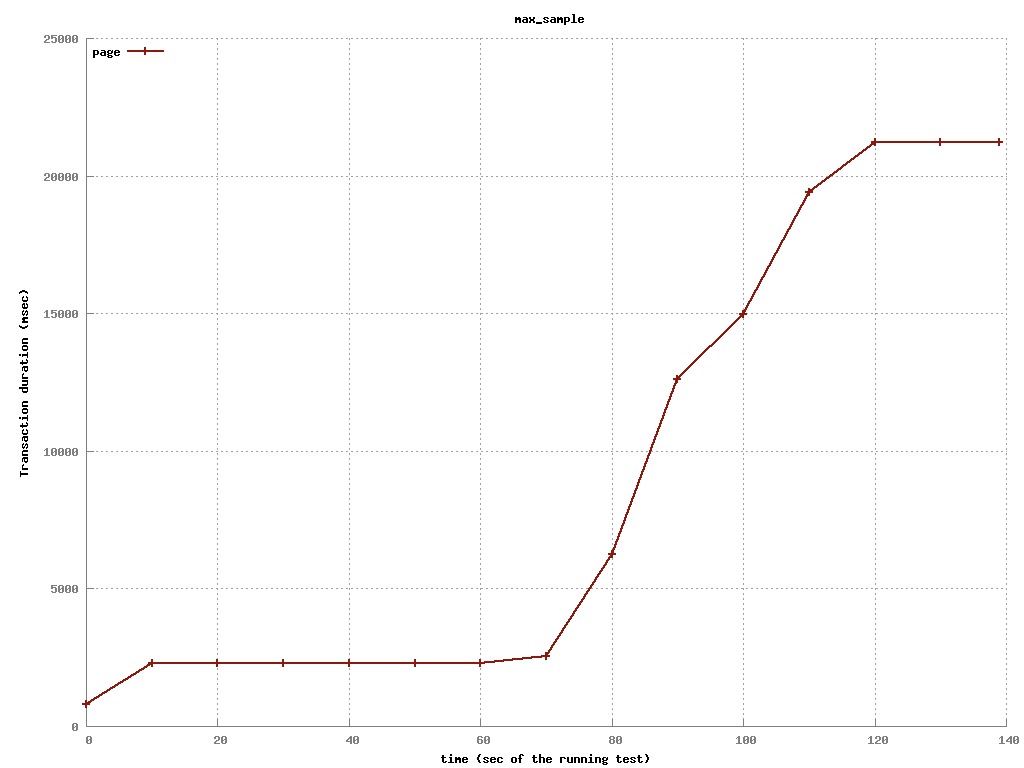 max_sample
page
25000
20000
15000
10000
5000
0
Transaction duration (msec)
0 20 40 60 80 100 120 140
time (sec of the running test)